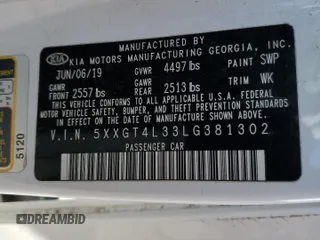 MANUFACTURED BY
KIA KIA MOTORS MANUFACTURING GEORGIA, INC.
JUN/06/19 GVWR 4497 lbs PAINT SWP
GAWR FRONT 2557 lbs GAWR REAR 2513 lbs TRIM WK
THIS VEHICLE CONFORMS TO ALL APPLICABLE FEDERAL
MOTOR VEHICLE SAFETY, BUMPER, AND THEFT PREVENTION
STANDARDS IN EFFECT ON THE DATE OF MANUFACTURE
SHOWN ABOVE.
V.I.N. 5XXGT4L33LG381302
PASSENGER CAR
5120
DREAMBID